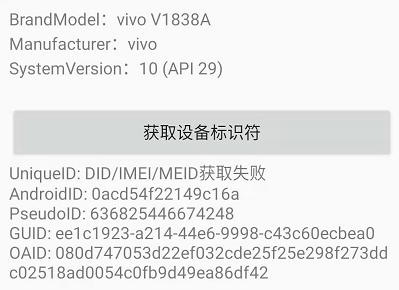 BrandModel：vivo V1838A
Manufacturer：vivo
SystemVersion：10 (API 29)
获取设备标识符
UniqueID: DID/IMEI/MEID获取失败
AndroidID: 0acd54f22149c16a
PseudoID: 636825446674248
GUID: ee1c1923-a214-44e6-9998-c43c60ecbea0
OAID: 080d747053d22ef032cde25f25e298f273dd
c02518ad0054c0fb9d49ea86df42